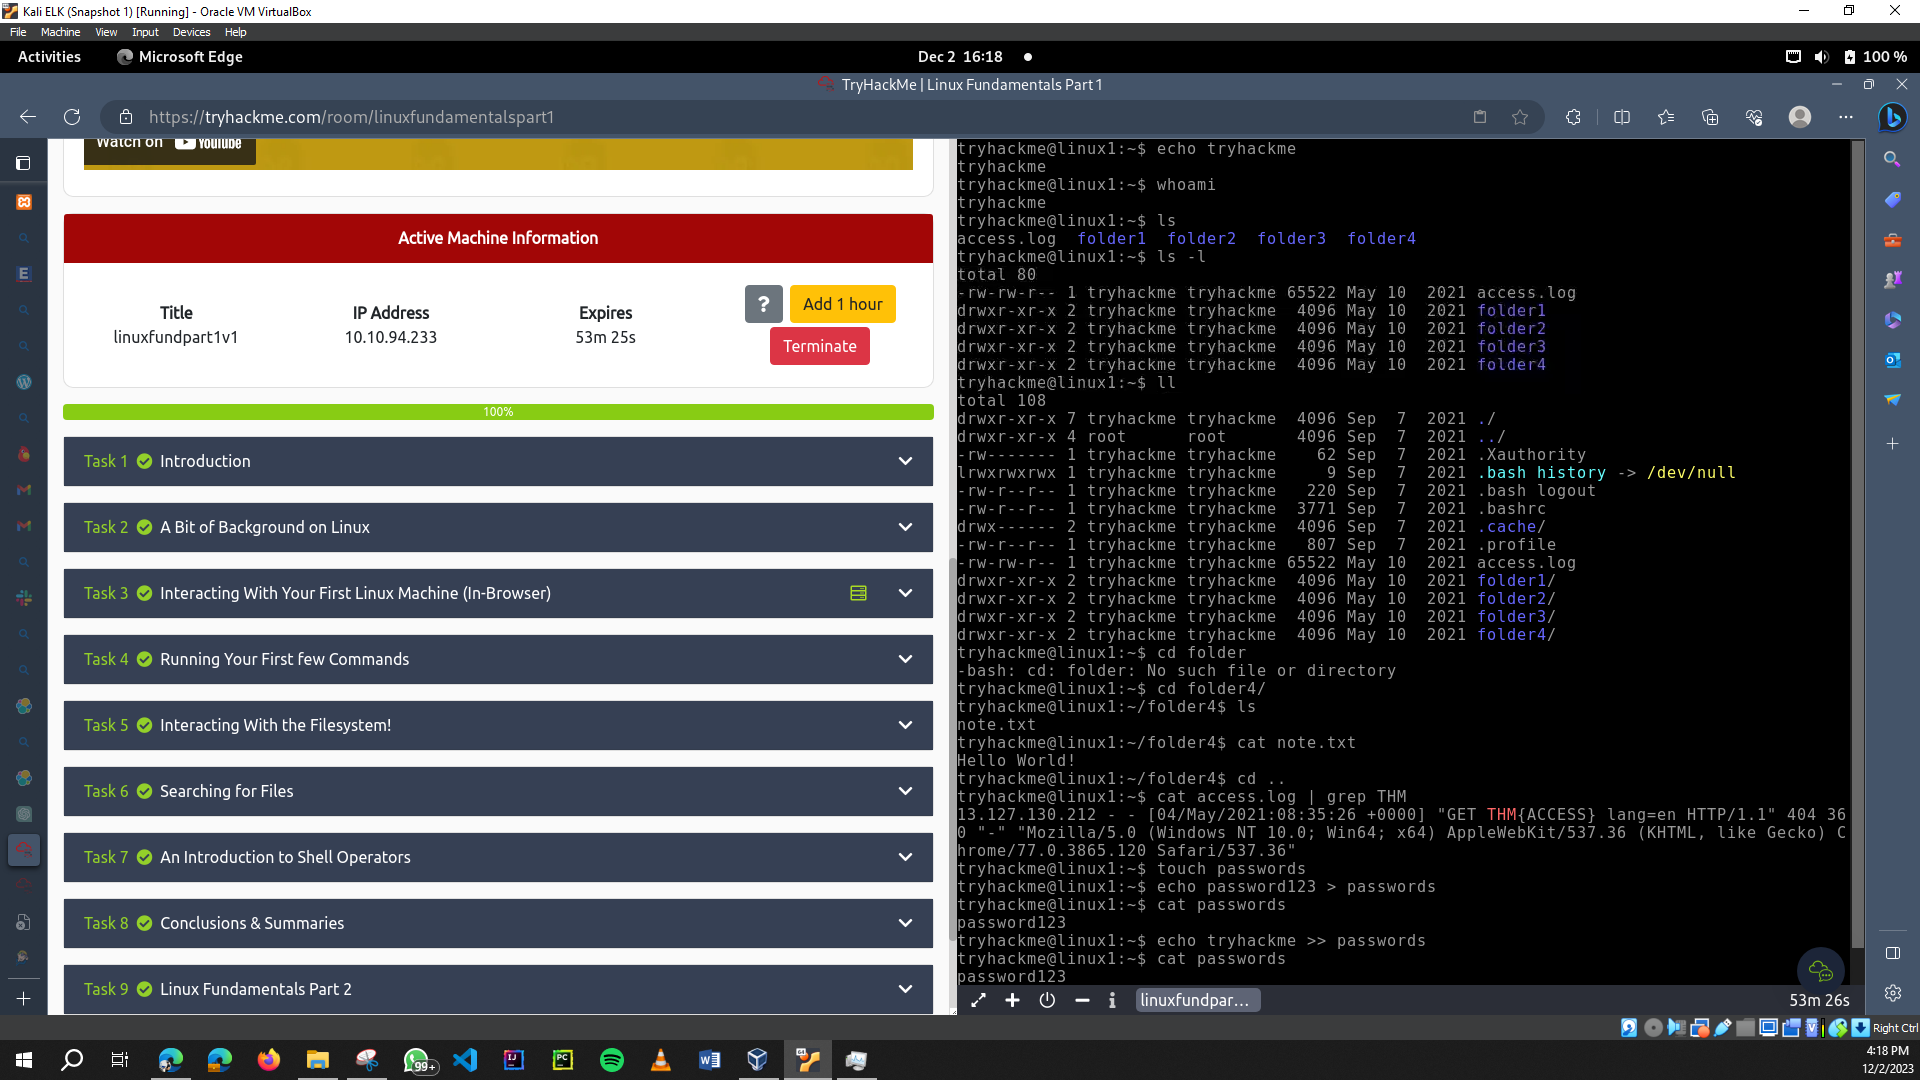 Kali ELK (Snapshot 1) [Running] - Oracle VM VirtualBox
File Machine View Input Devices Help
Activities Microsoft Edge Dec 2 16:18 100 %
TryHackMe | Linux Fundamentals Part 1
https://tryhackme.com/room/linuxfundamentalspart1
Watch on YouTube
Active Machine Information
Title IP Address Expires
linuxfundpart1v1 10.10.94.233 53m 25s
? Add 1 hour
Terminate
100%
Task 1 Introduction
Task 2 A Bit of Background on Linux
Task 3 Interacting With Your First Linux Machine (In-Browser)
Task 4 Running Your First few Commands
Task 5 Interacting With the Filesystem!
Task 6 Searching for Files
Task 7 An Introduction to Shell Operators
Task 8 Conclusions & Summaries
Task 9 Linux Fundamentals Part 2
tryhackme@linux1:~$ echo tryhackme
tryhackme
tryhackme@linux1:~$ whoami
tryhackme
tryhackme@linux1:~$ ls
access.log folder1 folder2 folder3 folder4
tryhackme@linux1:~$ ls -l
total 80
-rw-rw-r-- 1 tryhackme tryhackme 65522 May 10 2021 access.log
drwxr-xr-x 2 tryhackme tryhackme 4096 May 10 2021 folder1
drwxr-xr-x 2 tryhackme tryhackme 4096 May 10 2021 folder2
drwxr-xr-x 2 tryhackme tryhackme 4096 May 10 2021 folder3
drwxr-xr-x 2 tryhackme tryhackme 4096 May 10 2021 folder4
tryhackme@linux1:~$ ll
total 108
drwxr-xr-x 7 tryhackme tryhackme 4096 Sep 7 2021 ./
drwxr-xr-x 4 root root 4096 Sep 7 2021 ../
-rw------- 1 tryhackme tryhackme 62 Sep 7 2021 .Xauthority
lrwxrwxrwx 1 tryhackme tryhackme 9 Sep 7 2021 .bash history -> /dev/null
-rw-r--r-- 1 tryhackme tryhackme 220 Sep 7 2021 .bash logout
-rw-r--r-- 1 tryhackme tryhackme 3771 Sep 7 2021 .bashrc
drwx------ 2 tryhackme tryhackme 4096 Sep 7 2021 .cache/
-rw-r--r-- 1 tryhackme tryhackme 807 Sep 7 2021 .profile
-rw-rw-r-- 1 tryhackme tryhackme 65522 May 10 2021 access.log
drwxr-xr-x 2 tryhackme tryhackme 4096 May 10 2021 folder1/
drwxr-xr-x 2 tryhackme tryhackme 4096 May 10 2021 folder2/
drwxr-xr-x 2 tryhackme tryhackme 4096 May 10 2021 folder3/
drwxr-xr-x 2 tryhackme tryhackme 4096 May 10 2021 folder4/
tryhackme@linux1:~$ cd folder
-bash: cd: folder: No such file or directory
tryhackme@linux1:~$ cd folder4/
tryhackme@linux1:~/folder4$ ls
note.txt
tryhackme@linux1:~/folder4$ cat note.txt
Hello World!
tryhackme@linux1:~/folder4$ cd ..
tryhackme@linux1:~$ cat access.log | grep THM
13.127.130.212 - - [04/May/2021:08:35:26 +0000] "GET THM{ACCESS} lang=en HTTP/1.1" 404 36
0 "-" "Mozilla/5.0 (Windows NT 10.0; Win64; x64) AppleWebKit/537.36 (KHTML, like Gecko) C
hrome/77.0.3865.120 Safari/537.36"
tryhackme@linux1:~$ touch passwords
tryhackme@linux1:~$ echo password123 > passwords
tryhackme@linux1:~$ cat passwords
password123
tryhackme@linux1:~$ echo tryhackme >> passwords
tryhackme@linux1:~$ cat passwords
password123
linuxfundpar... 53m 26s
Right Ctrl
99+
4:18 PM
12/2/2023